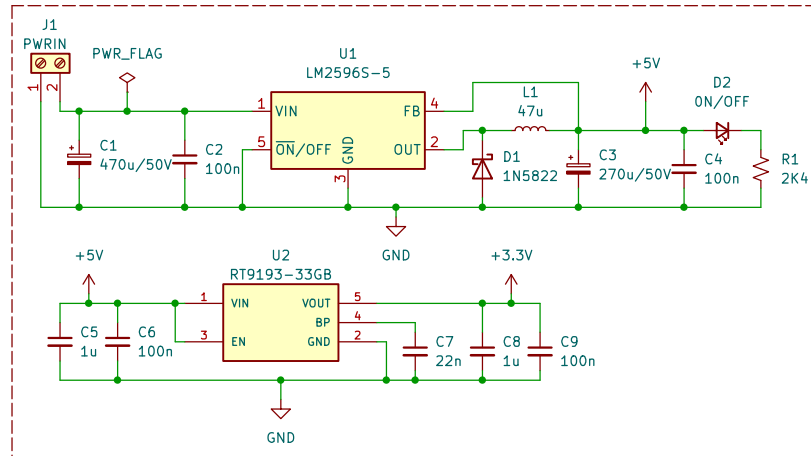 J1
PWRIN
1
2
PWR_FLAG
U1
LM2596S-5
1
VIN
FB
4
5
ON/OFF
GND
OUT
2
3
C1
470u/50V
C2
100n
L1
47u
D1
1N5822
+5V
C3
270u/50V
C4
100n
D2
ON/OFF
R1
2K4
GND
+5V
U2
RT9193-33GB
+3.3V
1
VIN
VOUT
5
BP
4
3
EN
GND
2
C5
1u
C6
100n
C7
22n
C8
1u
C9
100n
GND